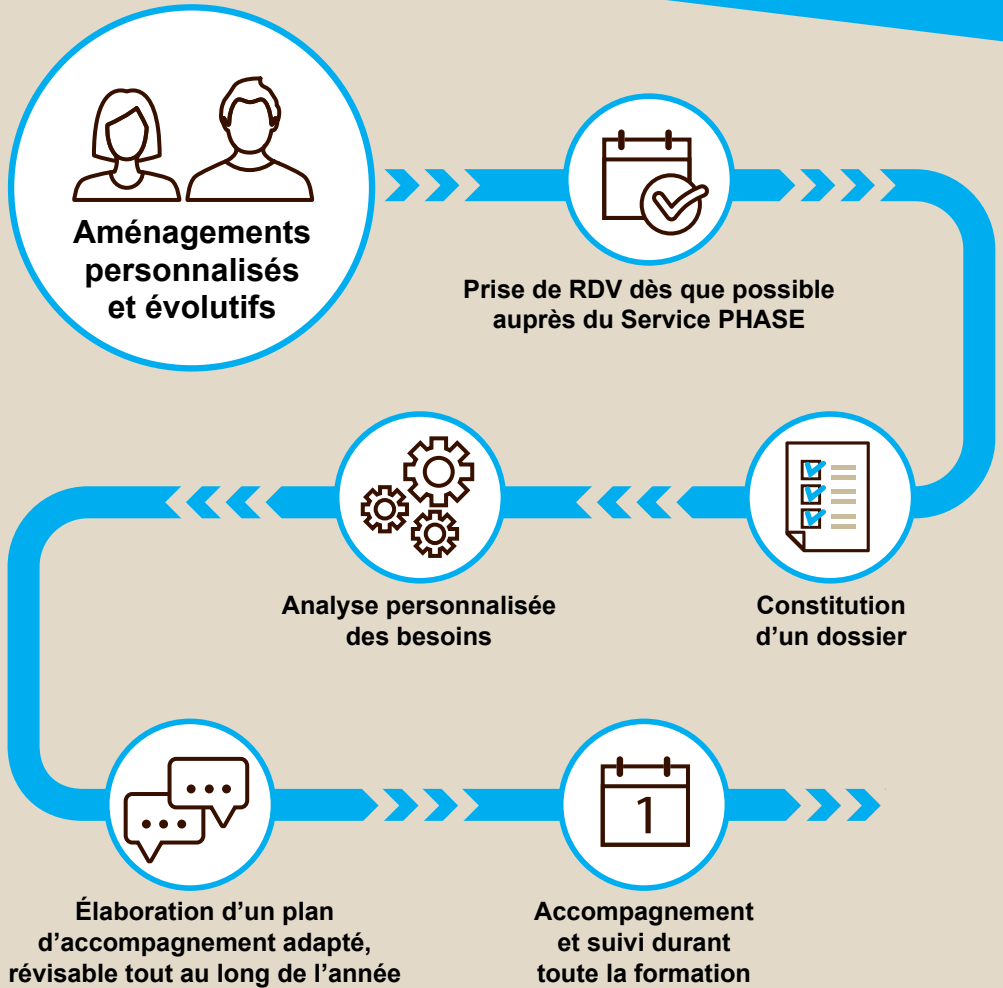 Aménagements
personnalisés
et évolutifs
Prise de RDV dès que possible
auprès du Service PHASE
Constitution
d’un dossier
Analyse personnalisée
des besoins
Élaboration d’un plan
d’accompagnement adapté,
révisable tout au long de l’année
1
Accompagnement
et suivi durant
toute la formation